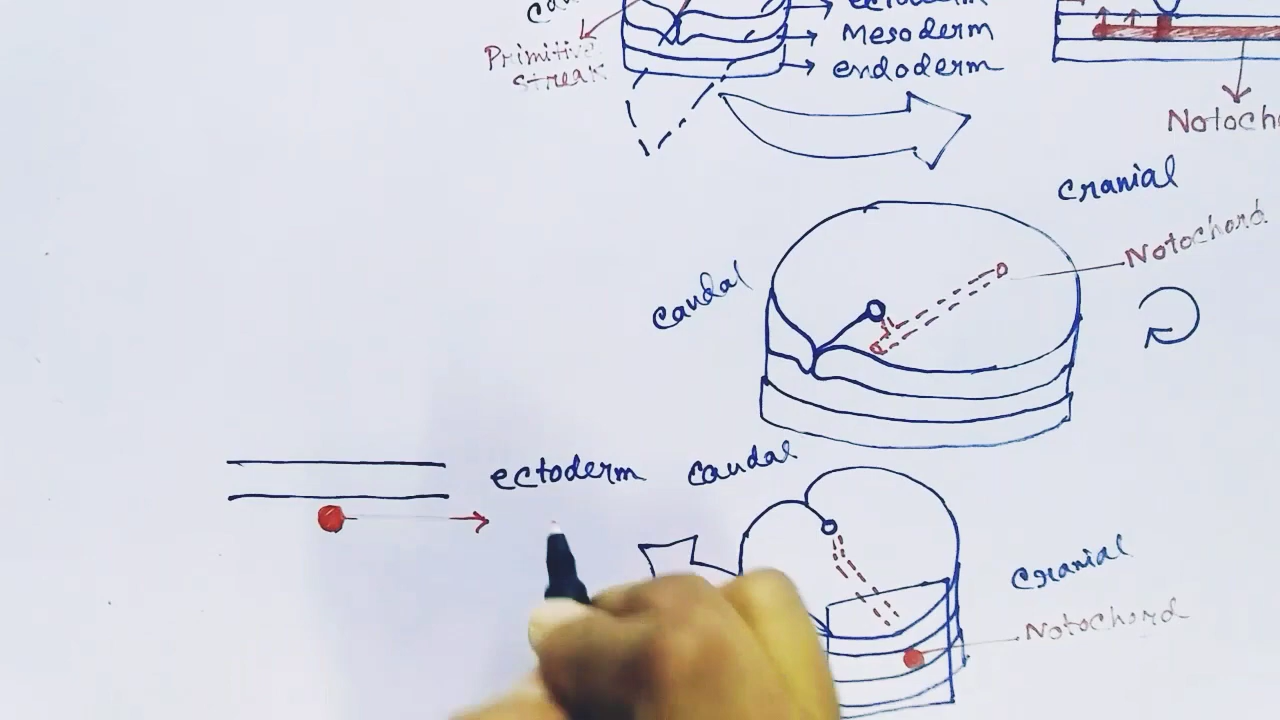 Primitive
streak
Mesoderm
endoderm
Notoch
Cranial
Notochord
Caudal
ectoderm
Caudal
Cranial
Notochord